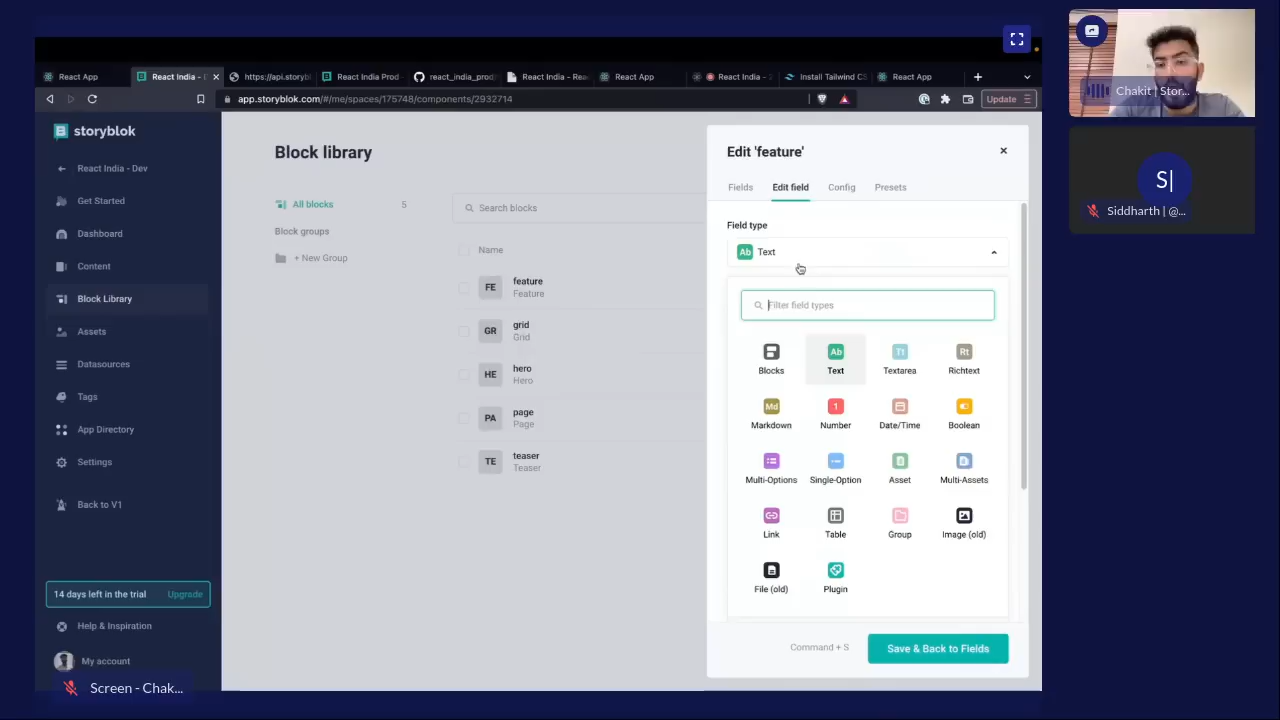 React App
React India - D
https://api.storybl
React India Prod
react_india_prod
React India - Rea
React App
React India - 2
Install Tailwind CS
React App
app.storyblok.com/#/me/spaces/175748/components/2932714
Update
storyblok
React India - Dev
Get Started
Dashboard
Content
Block Library
Assets
Datasources
Tags
App Directory
Settings
Back to V1
14 days left in the trial
Upgrade
Help & Inspiration
My account
Screen - Chak...
Block library
All blocks 5
Block groups
+ New Group
Search blocks
Name
FE feature
Feature
GR grid
Grid
HE hero
Hero
PA page
Page
TE teaser
Teaser
Edit 'feature'
Fields Edit field Config Presets
Field type
Ab Text
Filter field types
Ab Tt Rt
Blocks Text Textarea Richtext
Md 1
Markdown Number Date/Time Boolean
Multi-Options Single-Option Asset Multi-Assets
Link Table Group Image (old)
File (old) Plugin
Command + S
Save & Back to Fields
Chakit | Stor...
S|
Siddharth | @...